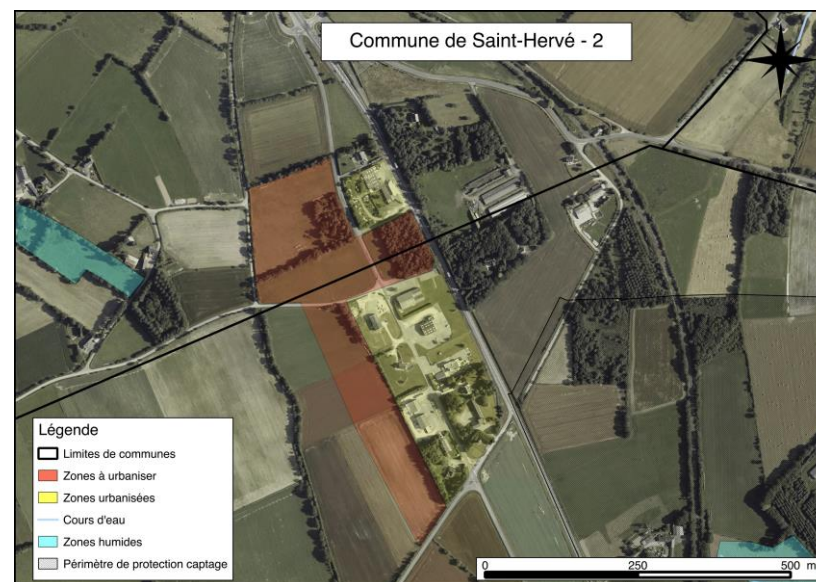 Commune de Saint-Hervé - 2
Légende
Limites de communes
Zones à urbaniser
Zones urbanisées
Cours d'eau
Zones humides
Périmètre de protection captage
0 250 500 m